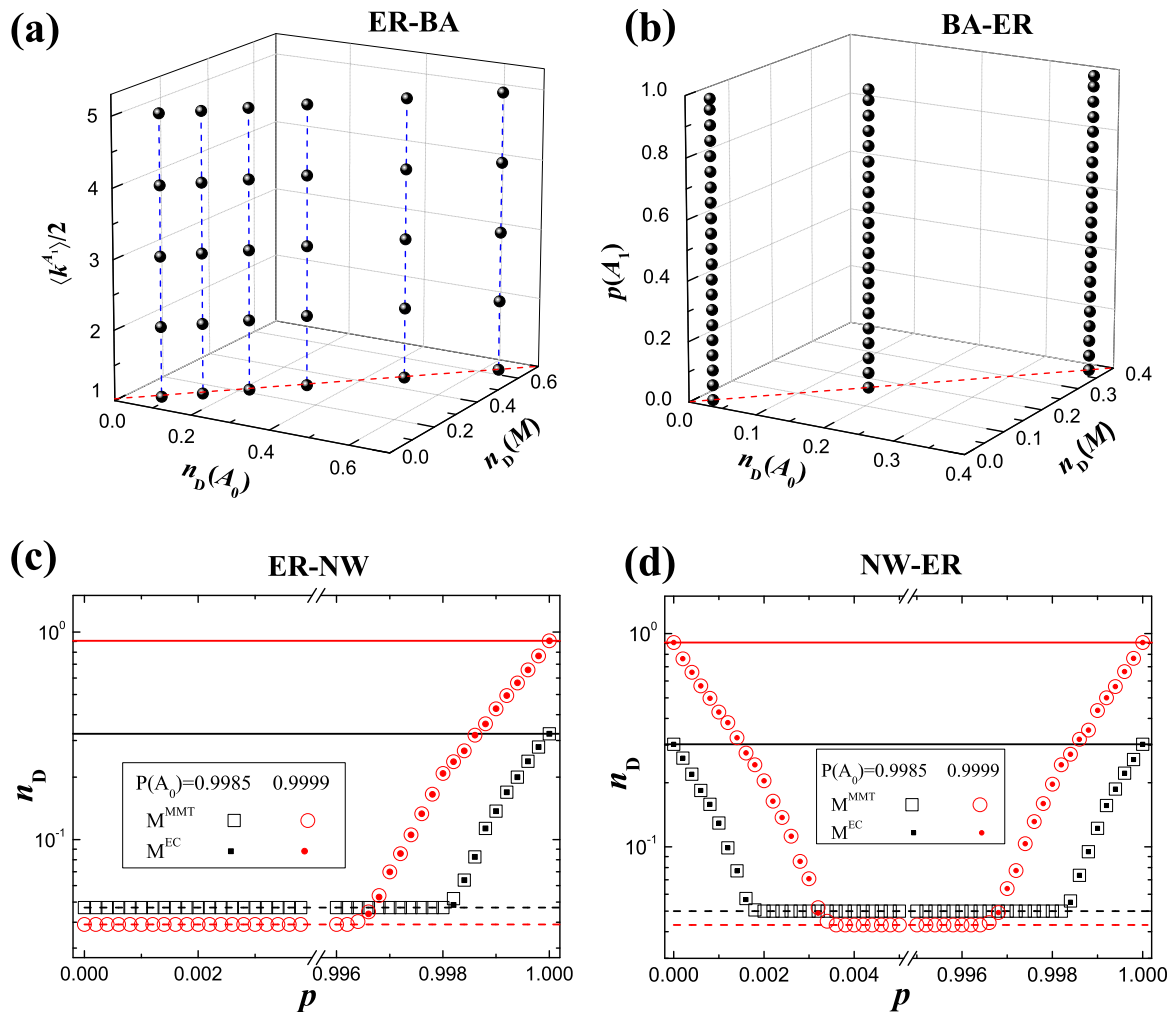 (a)
ER-BA
5
4
3
2
1
⟨k^{A_1}⟩/2
0.0
0.2
0.4
0.6
n_D(A_0)
0.0
0.2
0.4
0.6
n_D(M)
(b)
BA-ER
1.0
0.8
0.6
0.4
0.2
0.0
p(A_1)
0.0
0.1
0.2
0.3
0.4
n_D(A_0)
0.0
0.1
0.2
0.3
0.4
n_D(M)
(c)
ER-NW
10^0
10^{-1}
n_D
P(A_0)=0.9985 0.9999
M^{MMT}
M^{EC}
0.000 0.002 0.996 0.998 1.000
p
(d)
NW-ER
10^0
10^{-1}
n_D
P(A_0)=0.9985 0.9999
M^{MMT}
M^{EC}
0.000 0.002 0.004 0.996 0.998 1.000
p